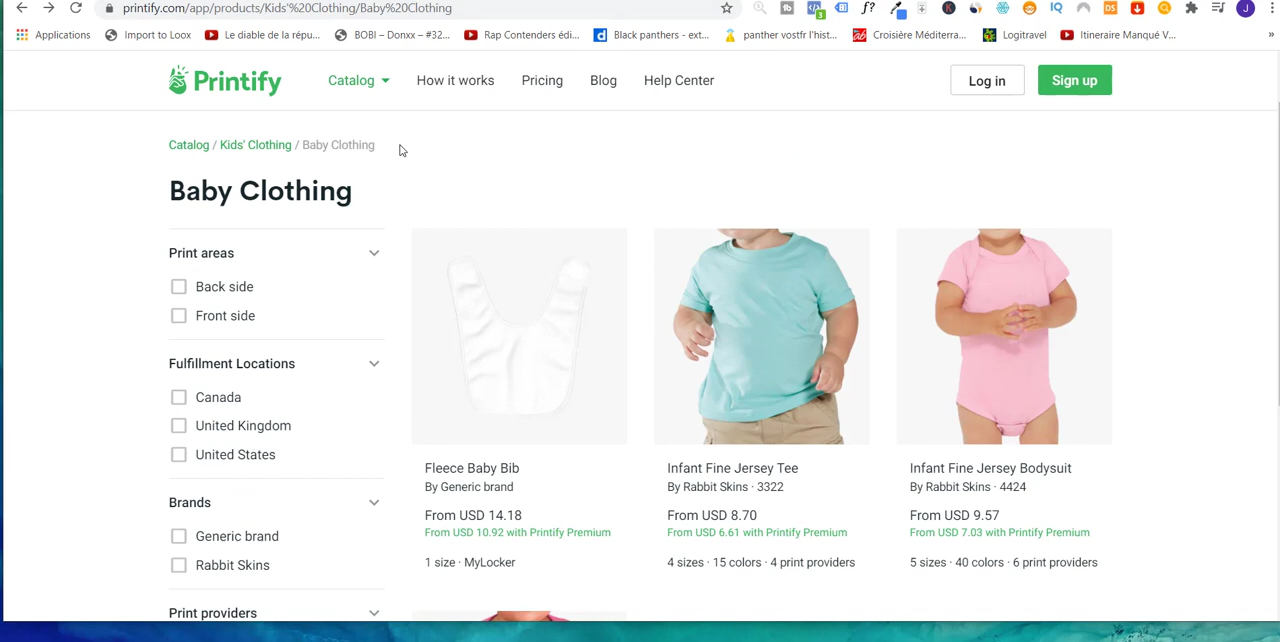 printify.com/app/products/Kids'%20Clothing/Baby%20Clothing
Applications
Import to Loox
Le diable de la répu...
BOBI – Donxx – #32...
Rap Contenders édi...
Black panthers - ext...
panther vostfr l'hist...
Croisière Méditerra...
Logitravel
Itineraire Manqué V...
»
Printify
Catalog
How it works
Pricing
Blog
Help Center
Log in
Sign up
Catalog / Kids' Clothing / Baby Clothing
Baby Clothing
Print areas
Back side
Front side
Fulfillment Locations
Canada
United Kingdom
United States
Brands
Generic brand
Rabbit Skins
Print providers
Fleece Baby Bib
By Generic brand
From USD 14.18
From USD 10.92 with Printify Premium
1 size · MyLocker
Infant Fine Jersey Tee
By Rabbit Skins · 3322
From USD 8.70
From USD 6.61 with Printify Premium
4 sizes · 15 colors · 4 print providers
Infant Fine Jersey Bodysuit
By Rabbit Skins · 4424
From USD 9.57
From USD 7.03 with Printify Premium
5 sizes · 40 colors · 6 print providers